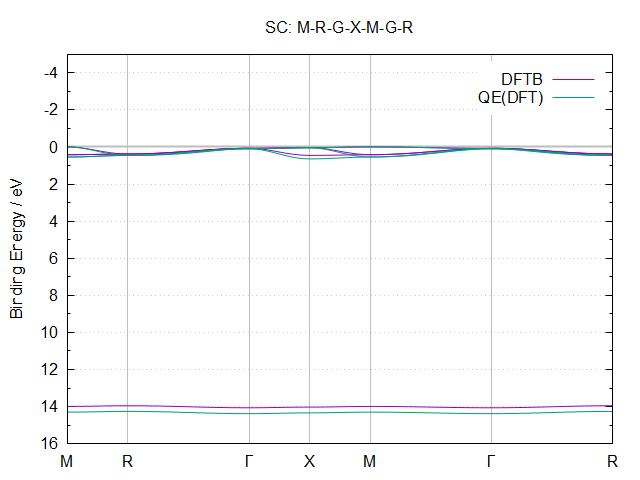 SC: M-R-G-X-M-G-R
DFTB
QE(DFT)
Binding Energy / eV
-4
-2
0
2
4
6
8
10
12
14
16
M R Γ X M Γ R